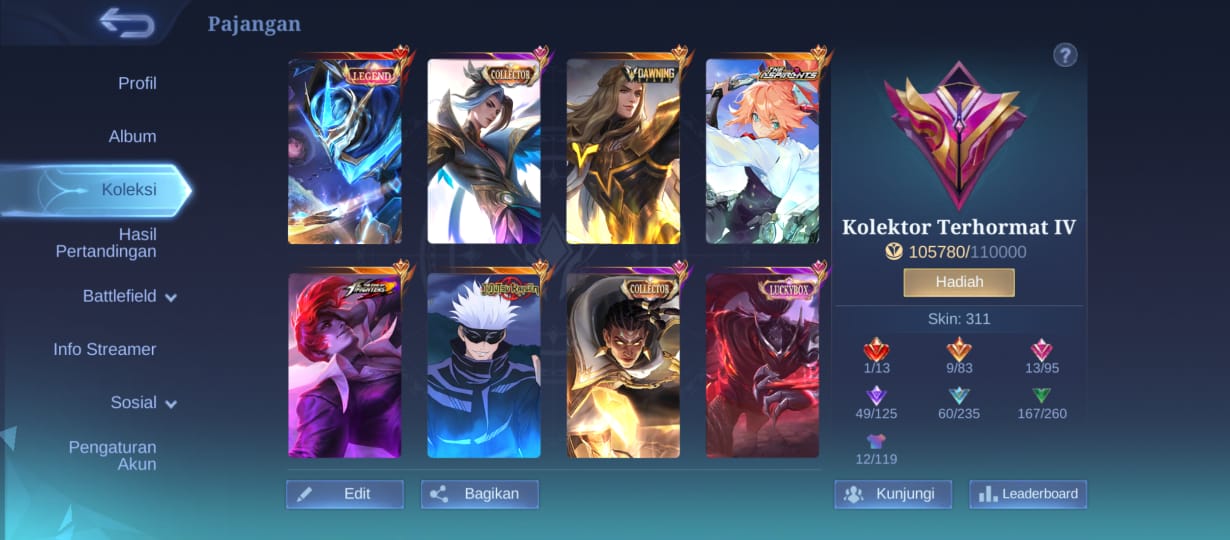 Pajangan
Profil
Album
Koleksi
Hasil
Pertandingan
Battlefield
Info Streamer
Sosial
Pengaturan
Akun
LEGEND
COLLECTOR
DAWNING
THE ASPIRANTS
THE KING OF FIGHTERS
JUJUTSU KAISEN
COLLECTOR
LUCKYBOX
Edit
Bagikan
?
Kolektor Terhormat IV
105780/110000
Hadiah
Skin: 311
1/13 9/83 13/95
49/125 60/235 167/260
12/119
Kunjungi
Leaderboard